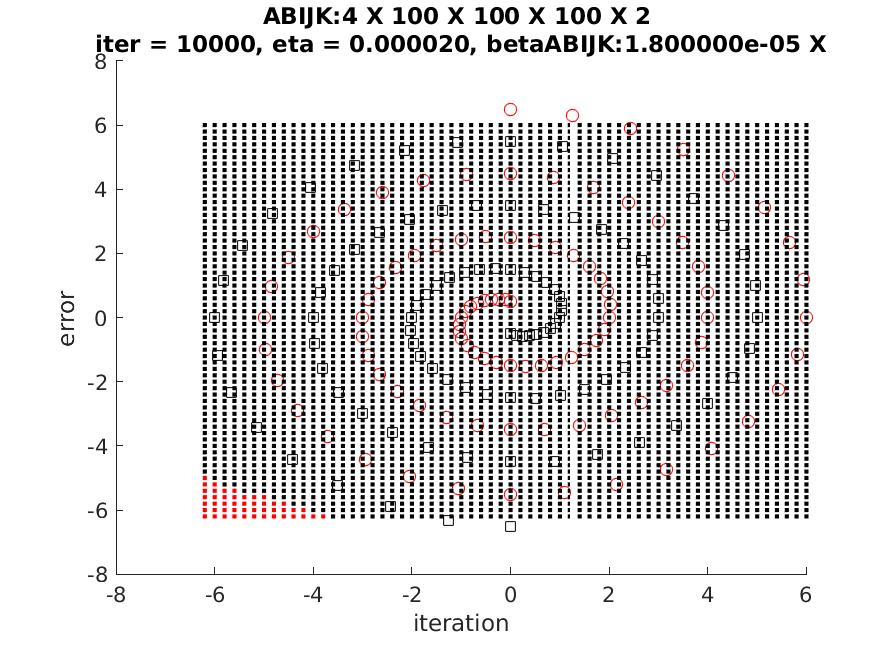 ABIJK:4 X 100 X 100 X 100 X 2
iter = 10000, eta = 0.000020, betaABIJK:1.800000e-05 X
8
6
4
2
0
-2
-4
-6
-8
error
-8 -6 -4 -2 0 2 4 6
iteration